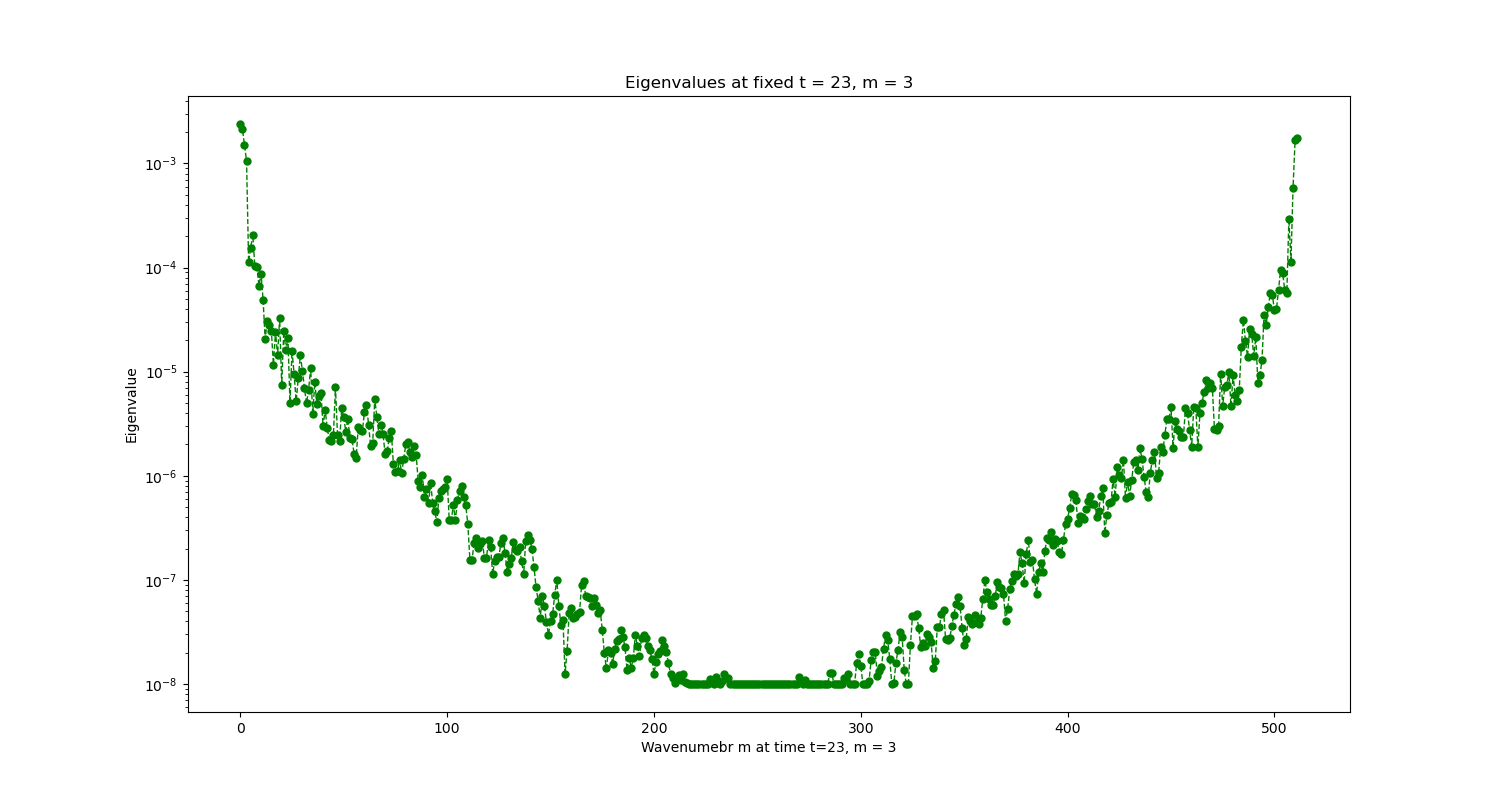 Eigenvalues at fixed t = 23, m = 3
Eigenvalue
10⁻³
10⁻⁴
10⁻⁵
10⁻⁶
10⁻⁷
10⁻⁸
0 100 200 300 400 500
Wavenumebr m at time t=23, m = 3